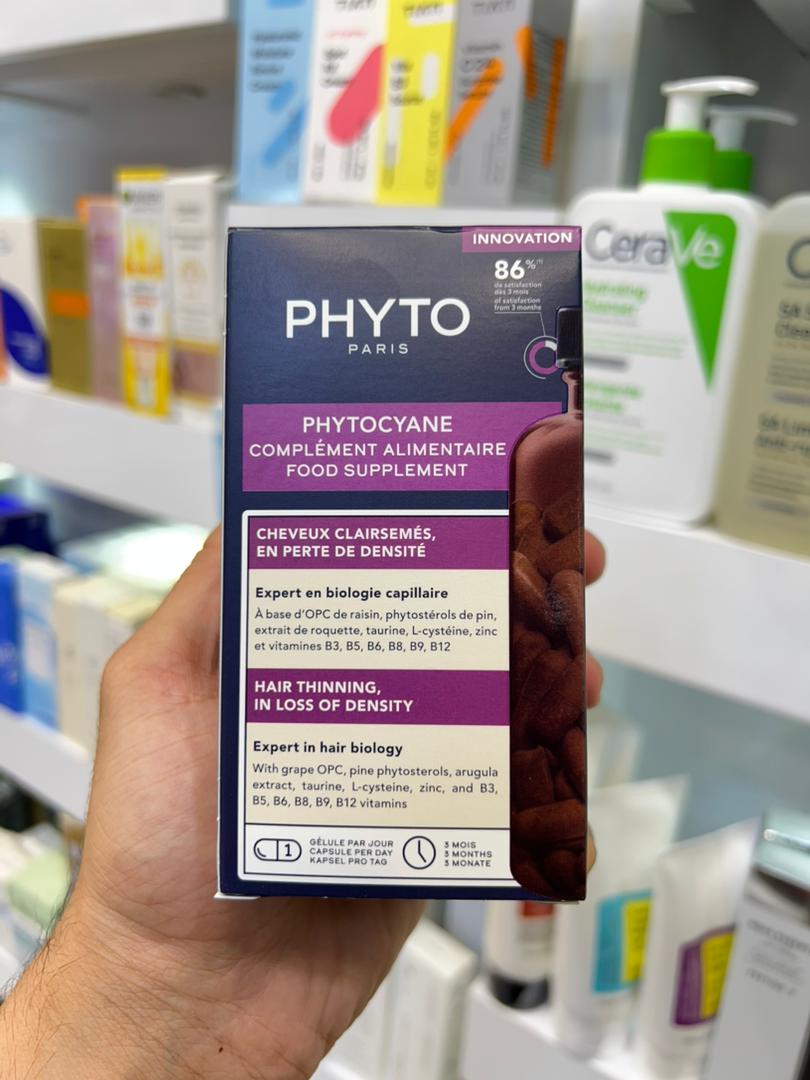 INNOVATION
86%
de satisfaction
dès 3 mois
of satisfaction
from 3 months
PHYTO
PARIS
PHYTOCYANE
COMPLÉMENT ALIMENTAIRE
FOOD SUPPLEMENT
CHEVEUX CLAIRSEMÉS,
EN PERTE DE DENSITÉ
Expert en biologie capillaire
À base d'OPC de raisin, phytostérols de pin,
extrait de roquette, taurine, L-cystéine, zinc
et vitamines B3, B5, B6, B8, B9, B12
HAIR THINNING,
IN LOSS OF DENSITY
Expert in hair biology
With grape OPC, pine phytosterols, arugula
extract, taurine, L-cysteine, zinc, and B3,
B5, B6, B8, B9, B12 vitamins
1
GÉLULE PAR JOUR
CAPSULE PER DAY
KAPSEL PRO TAG
3 MOIS
3 MONTHS
3 MONATE
CeraVe